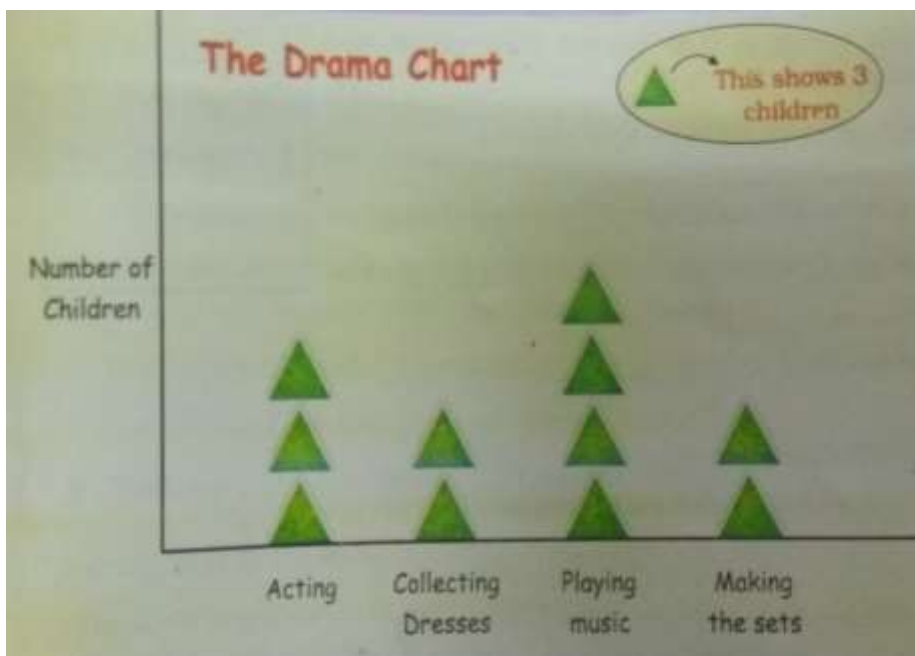 The Drama Chart
This shows 3
children
Number of
Children
Acting
Collecting
Dresses
Playing
music
Making
the sets